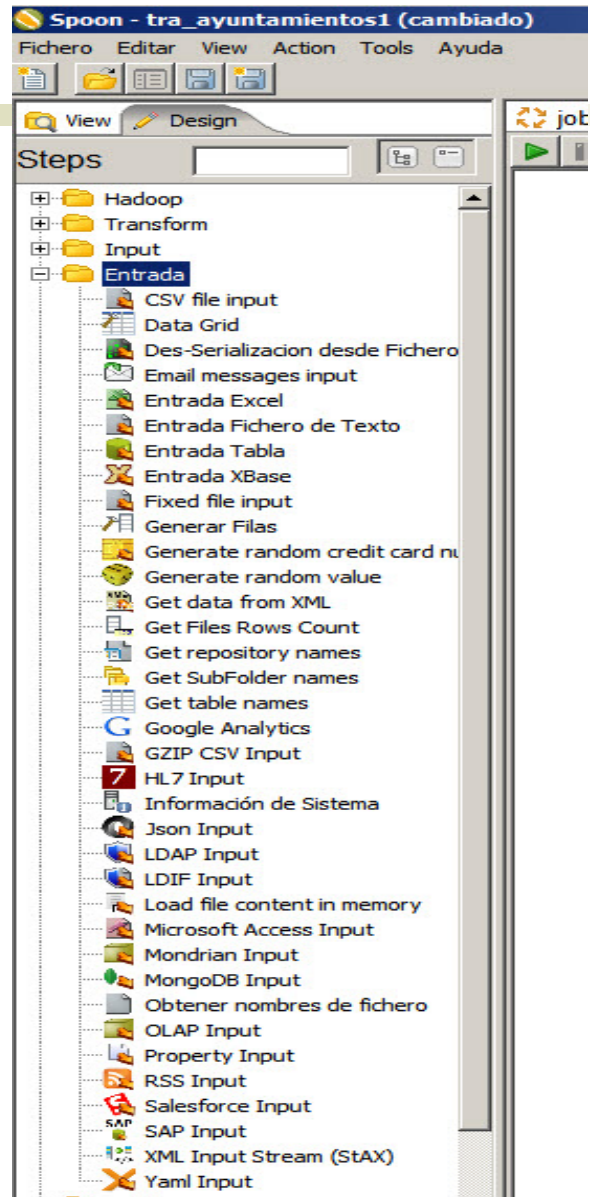 Spoon - tra_ayuntamientos1 (cambiado)
Fichero Editar View Action Tools Ayuda
View Design
job
Steps
Hadoop
Transform
Input
Entrada
CSV file input
Data Grid
Des-Serializacion desde Fichero
Email messages input
Entrada Excel
Entrada Fichero de Texto
Entrada Tabla
Entrada XBase
Fixed file input
Generar Filas
Generate random credit card nu
Generate random value
Get data from XML
Get Files Rows Count
Get repository names
Get SubFolder names
Get table names
Google Analytics
GZIP CSV Input
7 HL7 Input
Información de Sistema
Json Input
LDAP Input
LDIF Input
Load file content in memory
Microsoft Access Input
Mondrian Input
MongoDB Input
Obtener nombres de fichero
OLAP Input
Property Input
RSS Input
Salesforce Input
SAP SAP Input
XML Input Stream (StAX)
Yaml Input